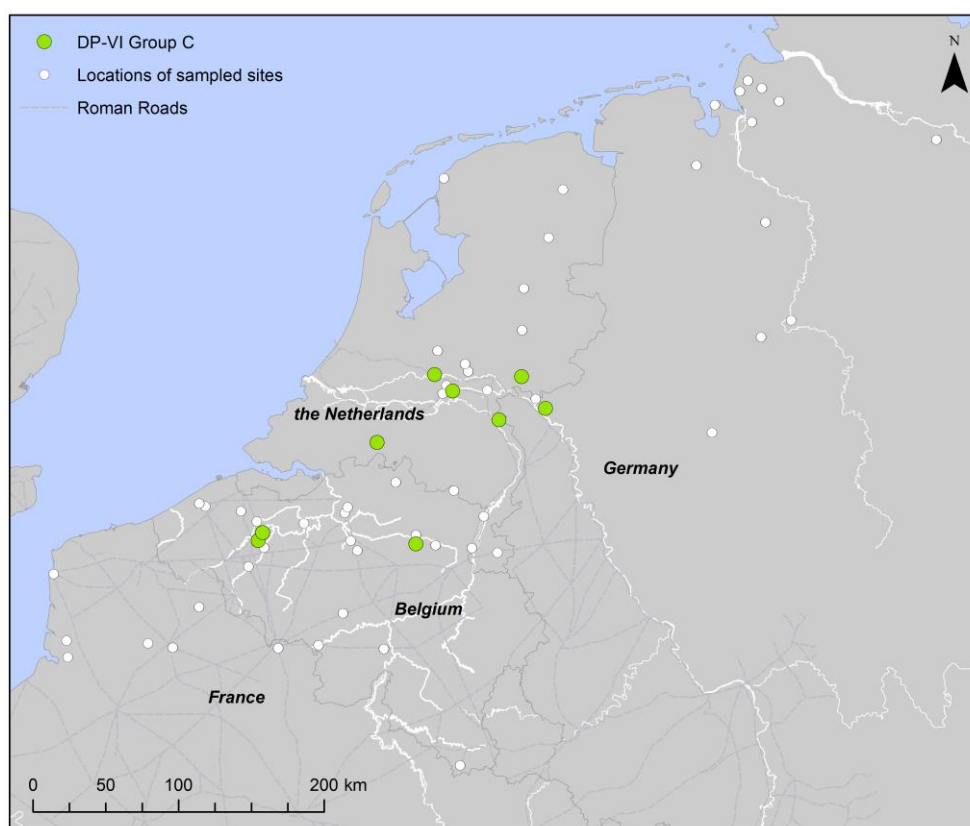 DP-VI Group C
Locations of sampled sites
Roman Roads
N
the Netherlands
Germany
Belgium
France
0 50 100 200 km